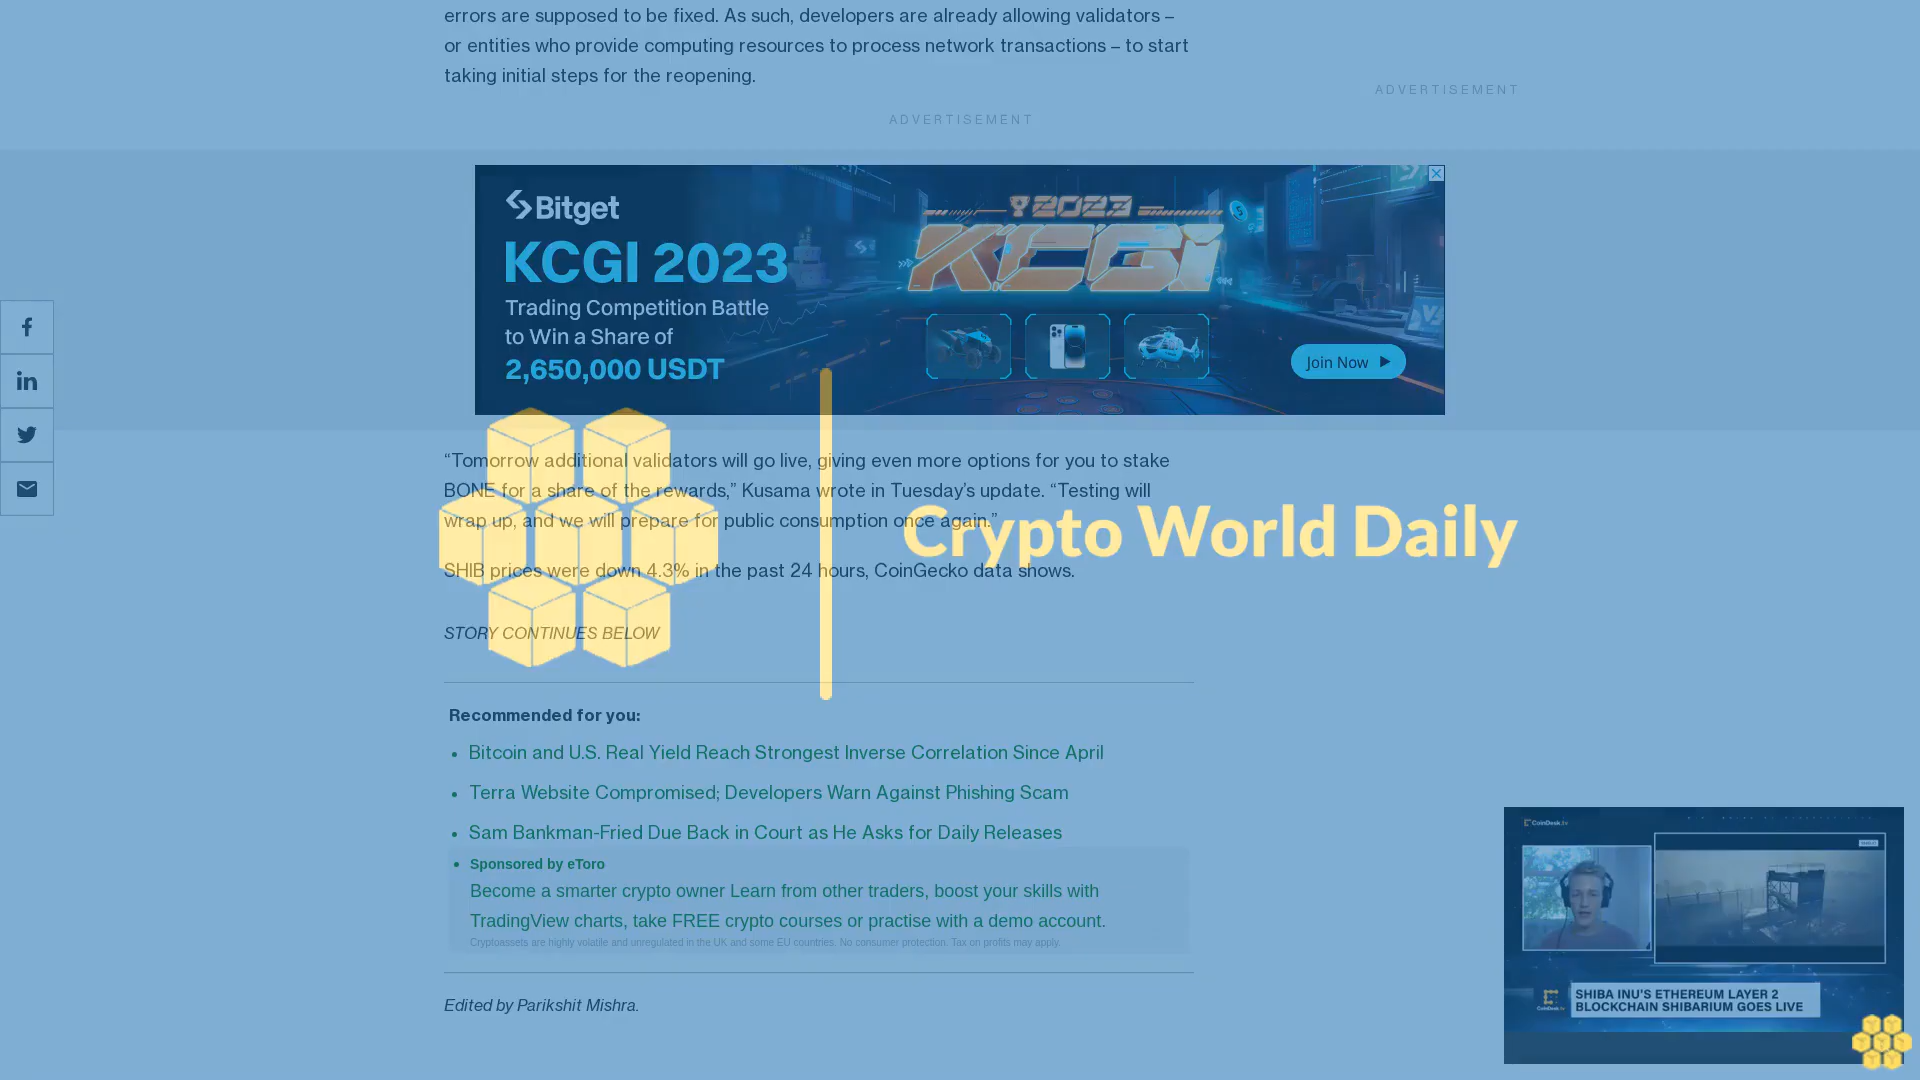 errors are supposed to be fixed. As such, developers are already allowing validators –
or entities who provide computing resources to process network transactions – to start
taking initial steps for the reopening.
ADVERTISEMENT
ADVERTISEMENT
Bitget
KCGI 2023
Trading Competition Battle
to Win a Share of
2,650,000 USDT
2023
KCGI
Join Now
“Tomorrow additional validators will go live, giving even more options for you to stake
BONE for a share of the rewards,” Kusama wrote in Tuesday’s update. “Testing will
wrap up, and we will prepare for public consumption once again.”
Crypto World Daily
SHIB prices were down 4.3% in the past 24 hours, CoinGecko data shows.
STORY CONTINUES BELOW
Recommended for you:
• Bitcoin and U.S. Real Yield Reach Strongest Inverse Correlation Since April
• Terra Website Compromised; Developers Warn Against Phishing Scam
• Sam Bankman-Fried Due Back in Court as He Asks for Daily Releases
• Sponsored by eToro
Become a smarter crypto owner Learn from other traders, boost your skills with
TradingView charts, take FREE crypto courses or practise with a demo account.
Cryptoassets are highly volatile and unregulated in the UK and some EU countries. No consumer protection. Tax on profits may apply.
Edited by Parikshit Mishra.
CoinDesk.tv
SHIBA INU'S ETHEREUM LAYER 2
BLOCKCHAIN SHIBARIUM GOES LIVE
CoinDesk.tv